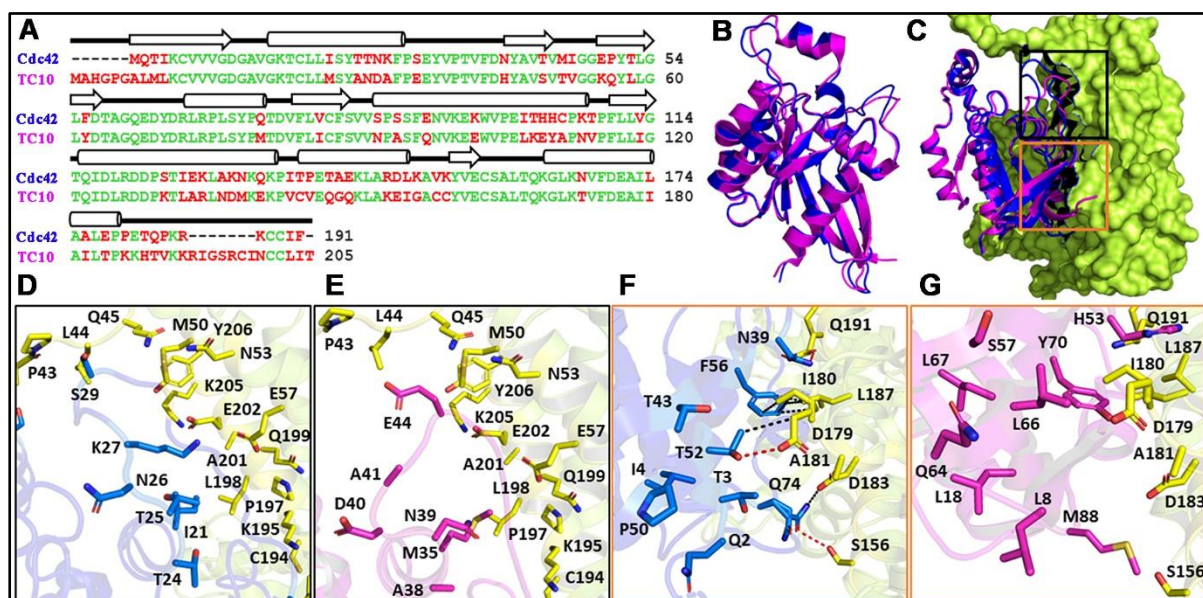 A
Cdc42 ------MQTIKCVVVGDGAVGKTCLLISYTTNKFPSEYVPTVFDNYAVTVMIGGEPYTLG 54
TC10 MAHGPGALMLKCVVVGDGAVGKTCLLMSYANDAFPEEYVPTVFDHYAVSVTVGGKQYLLG 60
Cdc42 LFDTAGQEDYDRLRPLSYPQTDVFLVCFSVVSPSSFENVKEKWVPEITHHCPKTPFLLVG 114
TC10 LYDTAGQEDYDRLRPLSYPMTDVFLICFSVVNPASFQNVKEEWVPELKEYAPNVPFLLIG 120
Cdc42 TQIDLRDDPSTIEKLAKNKQKPITPETAEKLARDLKAVKYVECSALTQKGLKNVFDEAIL 174
TC10 TQIDLRDDPKTLARLNDMKEKPVCVEQGQKLAKEIGACCYVECSALTQKGLKTVFDEAIL 180
Cdc42 AALEPPETQPKR-------KCCIF- 191
TC10 AILTPKKHTVKKRIGSRCINCCLIT 205
B
C
D
Q45
L44
M50
Y206
P43
N53
S29
K205
E202
E57
K27
Q199
A201
N26
L198
T25
P197
I21
K195
T24
C194
E
Q45
L44
M50
P43
N53
Y206
E44
K205
E202
E57
A41
A201
Q199
D40
L198
N39
P197
M35
K195
A38
C194
F
Q191
N39
F56
I180
L187
T43
D179
T52
A181
I4
T3
Q74
D183
P50
Q2
S156
G
H53
Q191
S57
Y70
L187
L67
I180
L66
D179
Q64
A181
L18
L8
D183
M88
S156